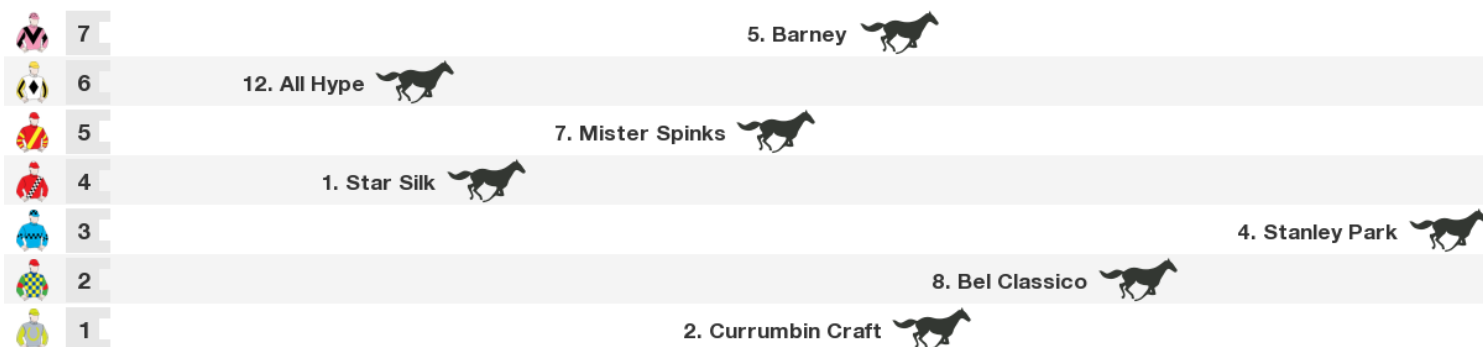 7 5. Barney
6 12. All Hype
5 7. Mister Spinks
4 1. Star Silk
3 4. Stanley Park
2 8. Bel Classico
1 2. Currumbin Craft